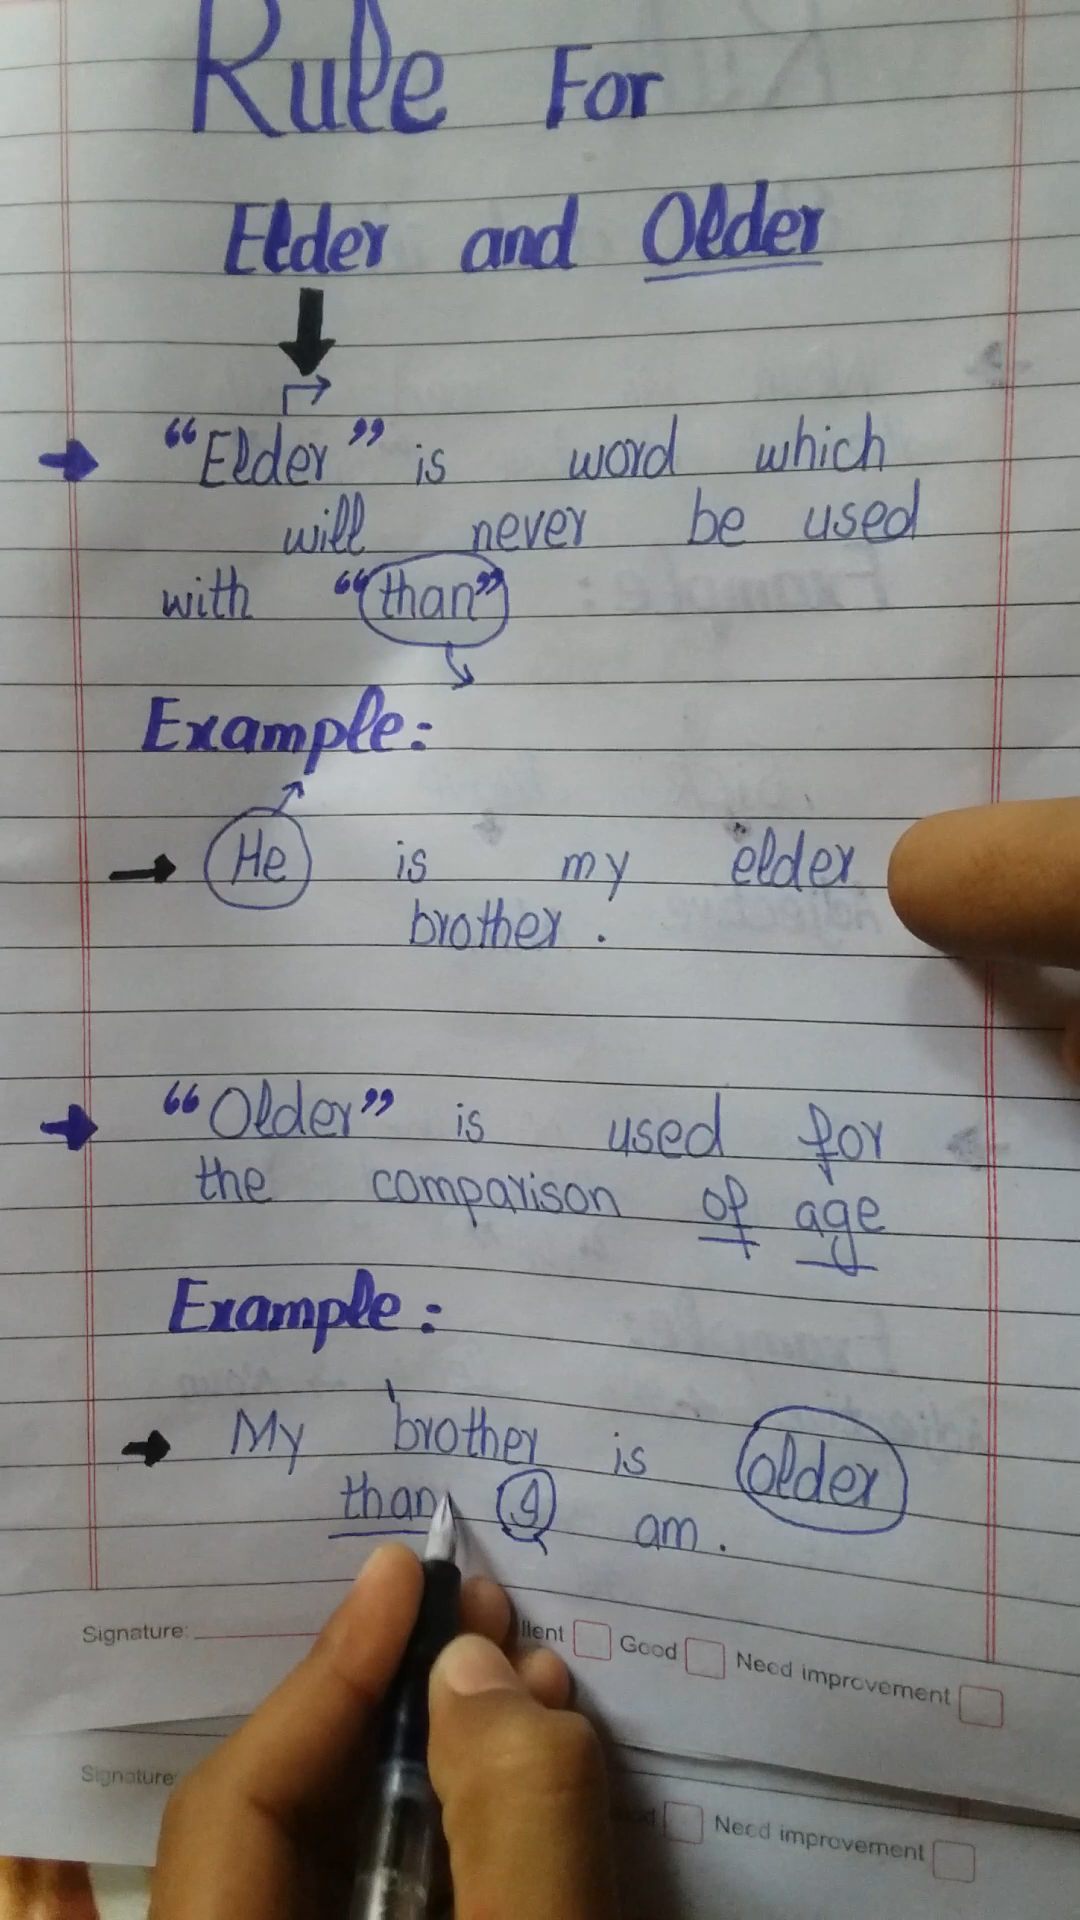 Rule For
Elder and Older
“Elder” is word which
will never be used
with “than”
Example:
He is my elder
brother.
“Older” is used for
the comparison of age
Example:
My brother is older
than I am.
Signature: llent Good Need improvement
Signature Need improvement